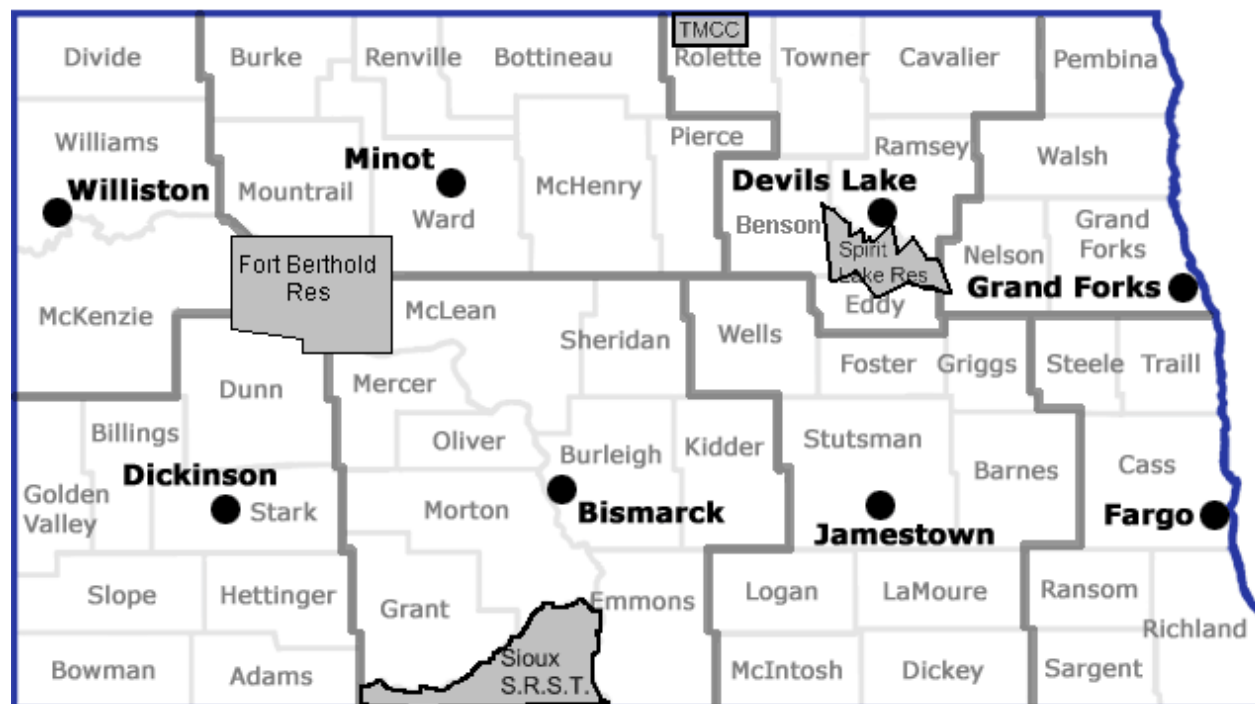 TMCC
Divide
Burke
Renville
Bottineau
Rolette
Towner
Cavalier
Pembina
Williams
Pierce
Ramsey
Walsh
Minot
Williston
Mountrail
McHenry
Devils Lake
Ward
Benson
Grand
Forks
Nelson
Spirit
Lake Res
Fort Berthold
Res
Grand Forks
McKenzie
McLean
Eddy
Sheridan
Wells
Foster
Griggs
Steele
Traill
Dunn
Mercer
Billings
Oliver
Burleigh
Kidder
Stutsman
Barnes
Cass
Dickinson
Golden
Valley
Stark
Morton
Bismarck
Jamestown
Fargo
Slope
Hettinger
Grant
Emmons
Logan
LaMoure
Ransom
Richland
Bowman
Adams
Sioux
S.R.S.T.
McIntosh
Dickey
Sargent